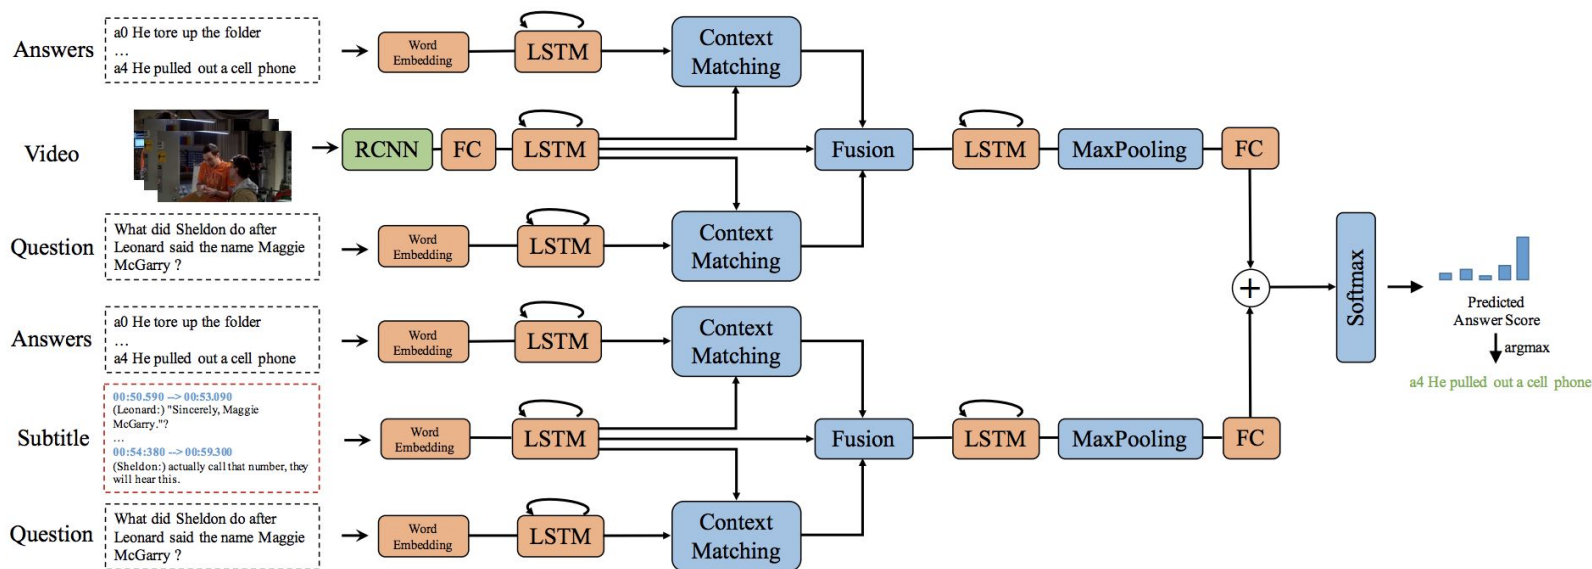 Answers
a0 He tore up the folder
…
a4 He pulled out a cell phone
Word
Embedding
LSTM
Context
Matching
Video
RCNN
FC
LSTM
Fusion
LSTM
MaxPooling
FC
Question
What did Sheldon do after
Leonard said the name Maggie
McGarry ?
Word
Embedding
LSTM
Context
Matching
Answers
a0 He tore up the folder
…
a4 He pulled out a cell phone
Word
Embedding
LSTM
Context
Matching
Subtitle
00:50.590 --> 00:53.090
(Leonard:) "Sincerely, Maggie
McGarry."?
…
00:54:380 --> 00:59.300
(Sheldon:) actually call that number, they
will hear this.
Word
Embedding
LSTM
Fusion
LSTM
MaxPooling
FC
Question
What did Sheldon do after
Leonard said the name Maggie
McGarry ?
Word
Embedding
LSTM
Context
Matching
+
Softmax
Predicted
Answer Score
argmax
a4 He pulled out a cell phone